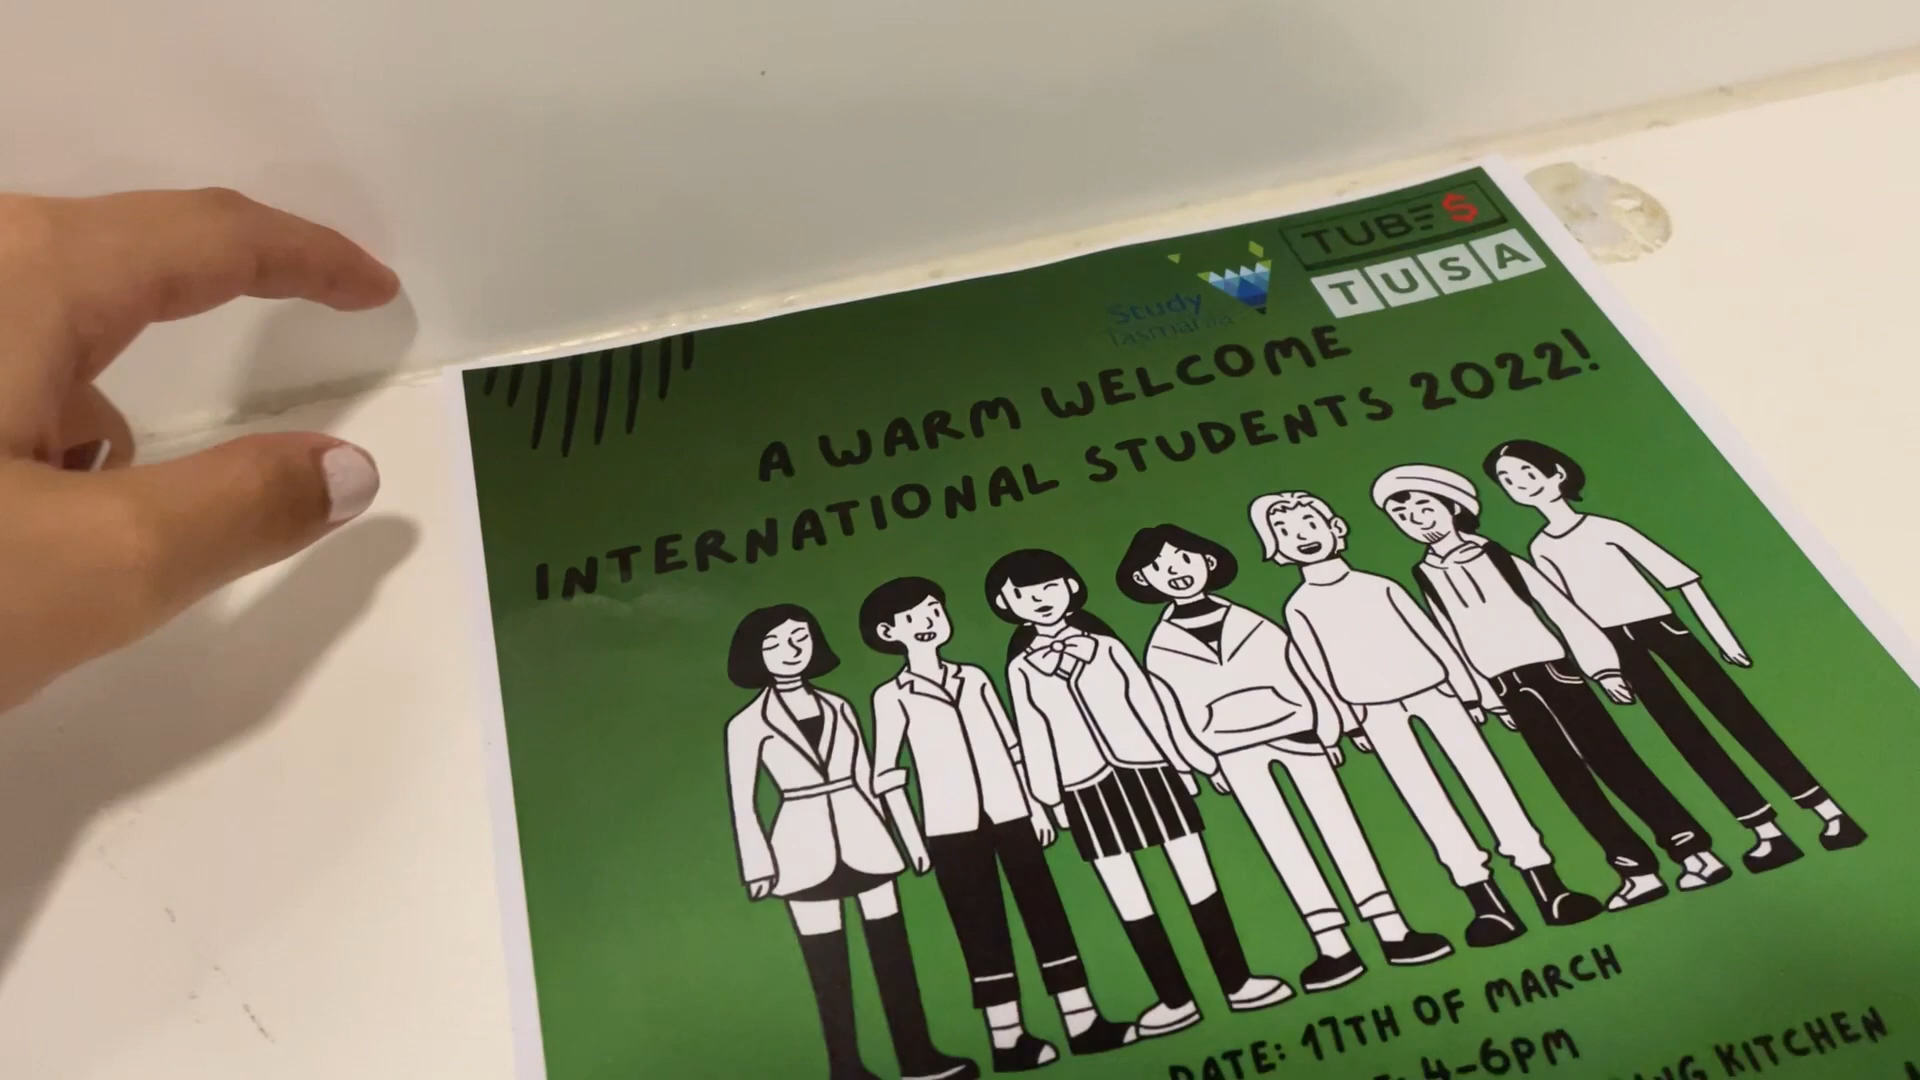 TUBES
TUSA
Study
Tasmania
A WARM WELCOME
INTERNATIONAL STUDENTS 2022!
DATE: 17TH OF MARCH
4-6PM
KITCHEN